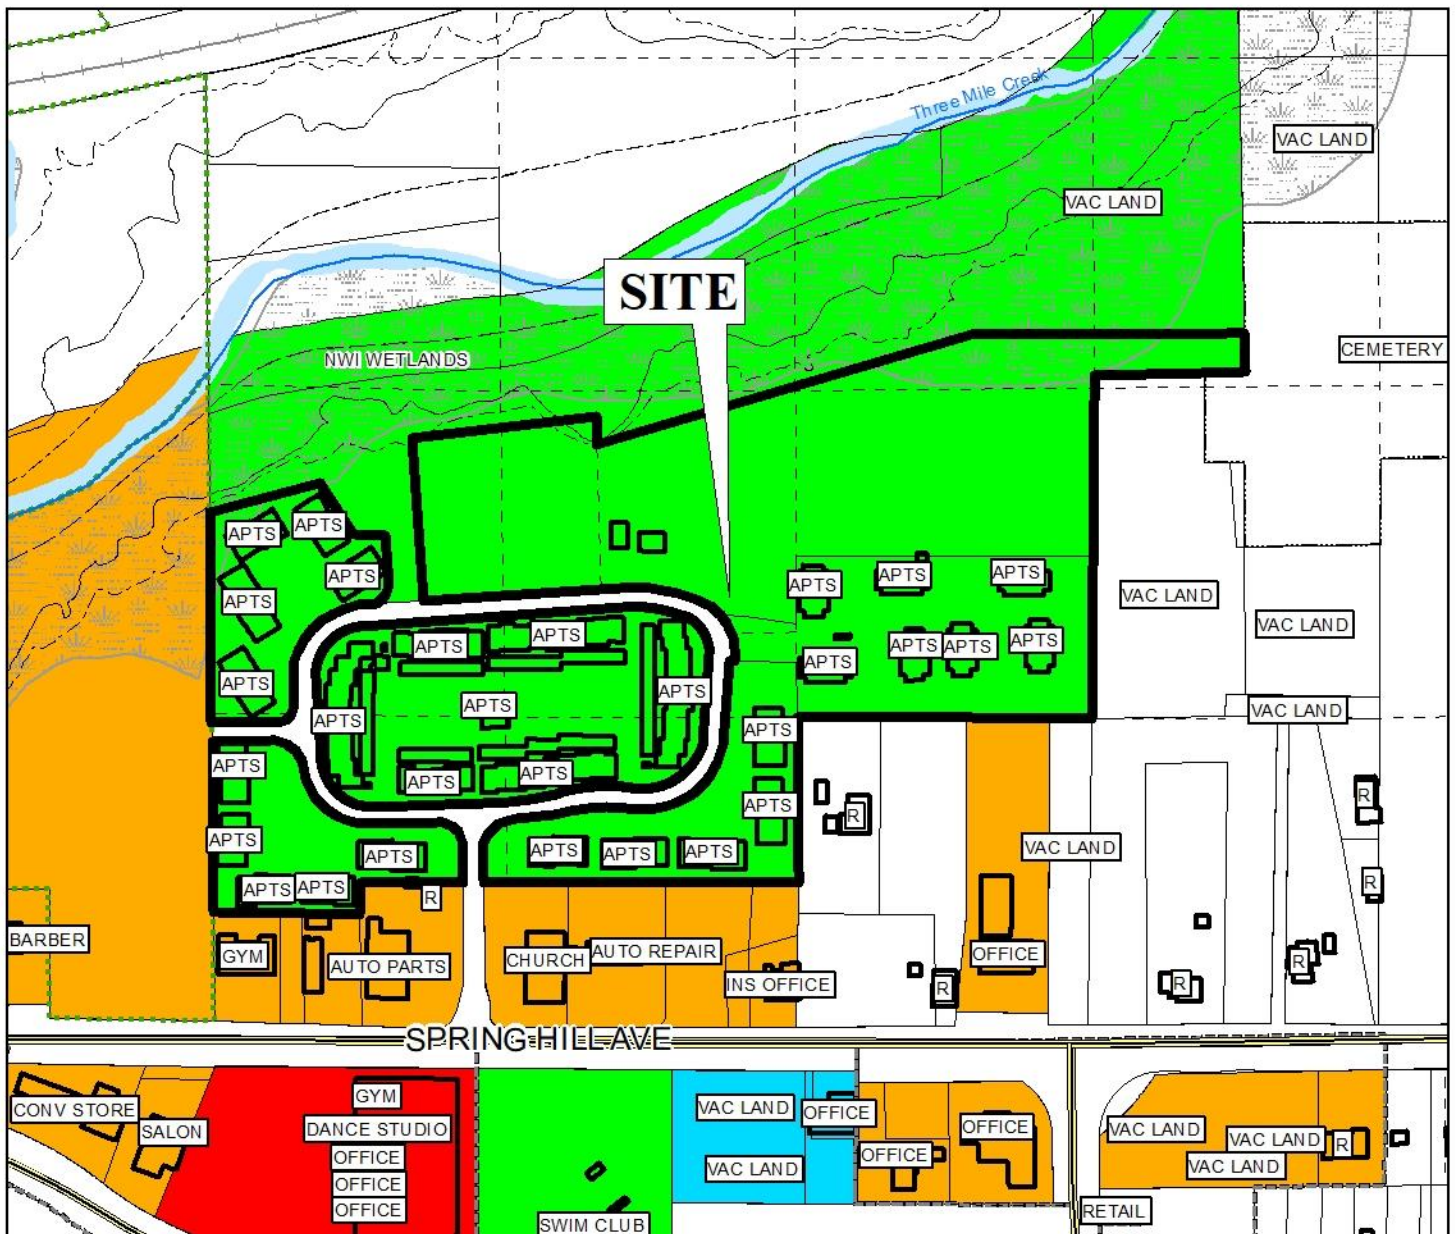 Three Mile Creek
VAC LAND
VAC LAND
SITE
CEMETERY
NWI WETLANDS
APTS
APTS
APTS
APTS
APTS
APTS
APTS
APTS
VAC LAND
APTS
VAC LAND
APTS
APTS
APTS
APTS
APTS
APTS
APTS
APTS
APTS
APTS
VAC LAND
APTS
APTS
APTS
APTS
R
APTS
R
APTS
VAC LAND
APTS
APTS
APTS
APTS
R
APTS
APTS
R
BARBER
GYM
AUTO PARTS
CHURCH
AUTO REPAIR
OFFICE
R
INS OFFICE
R
R
SPRING HILL AVE
GYM
CONV STORE
VAC LAND
OFFICE
SALON
DANCE STUDIO
OFFICE
VAC LAND
VAC LAND
R
OFFICE
OFFICE
VAC LAND
VAC LAND
OFFICE
OFFICE
RETAIL
SWIM CLUB